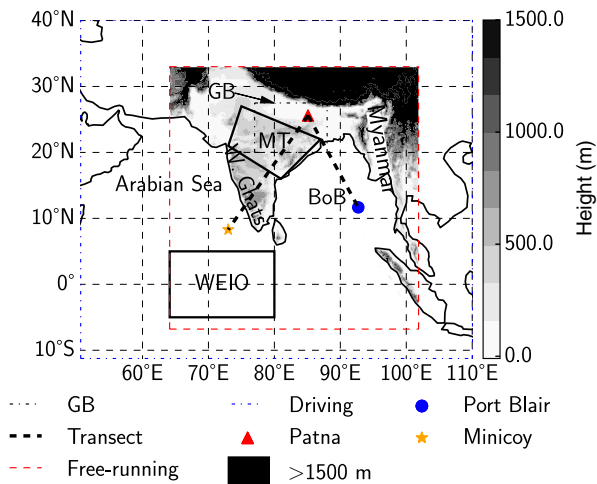 40°N
30°N
20°N
10°N
0°
10°S
60°E
70°E
80°E
90°E
100°E
110°E
GB
MT
Myanmar
Arabian Sea
W Ghats
BoB
WEIO
1500.0
1000.0
500.0
0.0
Height (m)
GB
Driving
Port Blair
Transect
Patna
Minicoy
Free-running
>1500 m